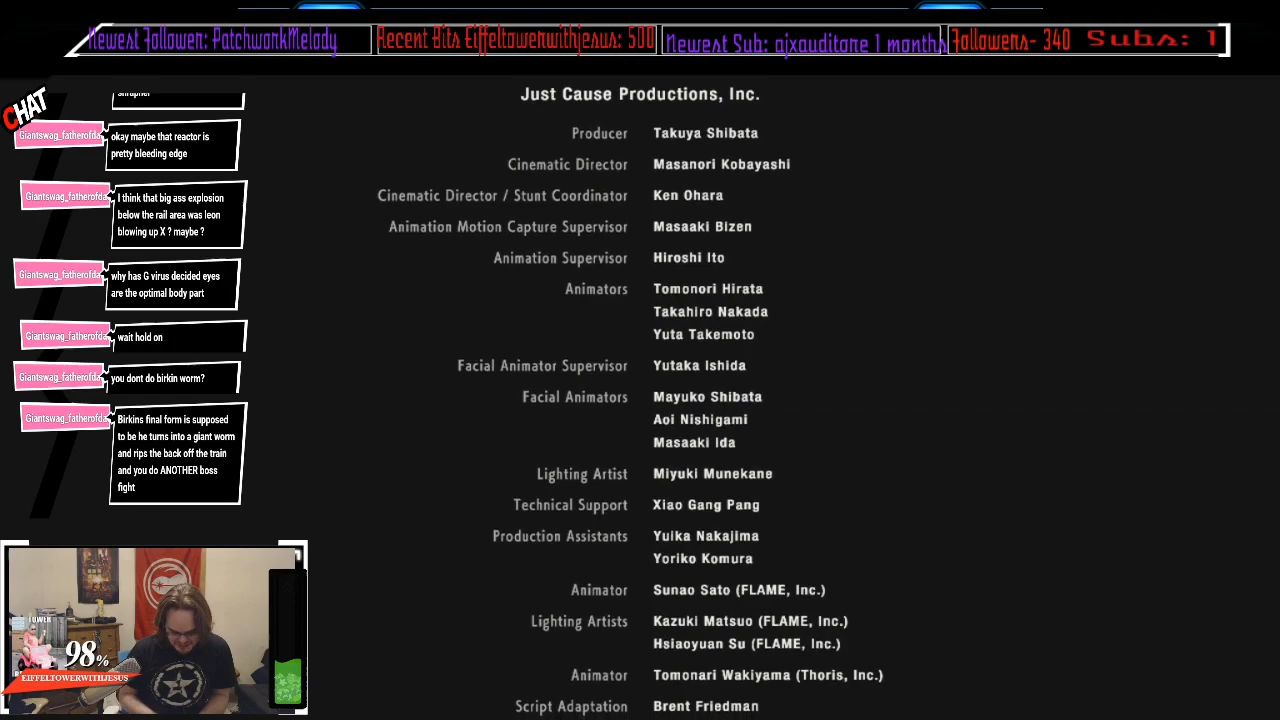 Newest Follower: PatchworkMelody
Recent Bits Eiffeltowerwithjesus: 500
Newest Sub: ajxauditore 1 months
Followers- 340
Subs: 1
CHAT
Giantswag_fatherofda
okay maybe that reactor is
pretty bleeding edge
Giantswag_fatherofda
I think that big ass explosion
below the rail area was leon
blowing up X ? maybe ?
Giantswag_fatherofda
why has G virus decided eyes
are the optimal body part
Giantswag_fatherofda
wait hold on
Giantswag_fatherofda
you dont do birkin worm?
Giantswag_fatherofda
Birkins final form is supposed
to be he turns into a giant worm
and rips the back off the train
and you do ANOTHER boss
fight
TOWER
98%
EIFFELTOWERWITHJESUS
Just Cause Productions, Inc.
Producer Takuya Shibata
Cinematic Director Masanori Kobayashi
Cinematic Director / Stunt Coordinator Ken Ohara
Animation Motion Capture Supervisor Masaaki Bizen
Animation Supervisor Hiroshi Ito
Animators Tomonori Hirata
Takahiro Nakada
Yuta Takemoto
Facial Animator Supervisor Yutaka Ishida
Facial Animators Mayuko Shibata
Aoi Nishigami
Masaaki Ida
Lighting Artist Miyuki Munekane
Technical Support Xiao Gang Pang
Production Assistants Yuika Nakajima
Yoriko Komura
Animator Sunao Sato (FLAME, Inc.)
Lighting Artists Kazuki Matsuo (FLAME, Inc.)
Hsiaoyuan Su (FLAME, Inc.)
Animator Tomonari Wakiyama (Thoris, Inc.)
Script Adaptation Brent Friedman